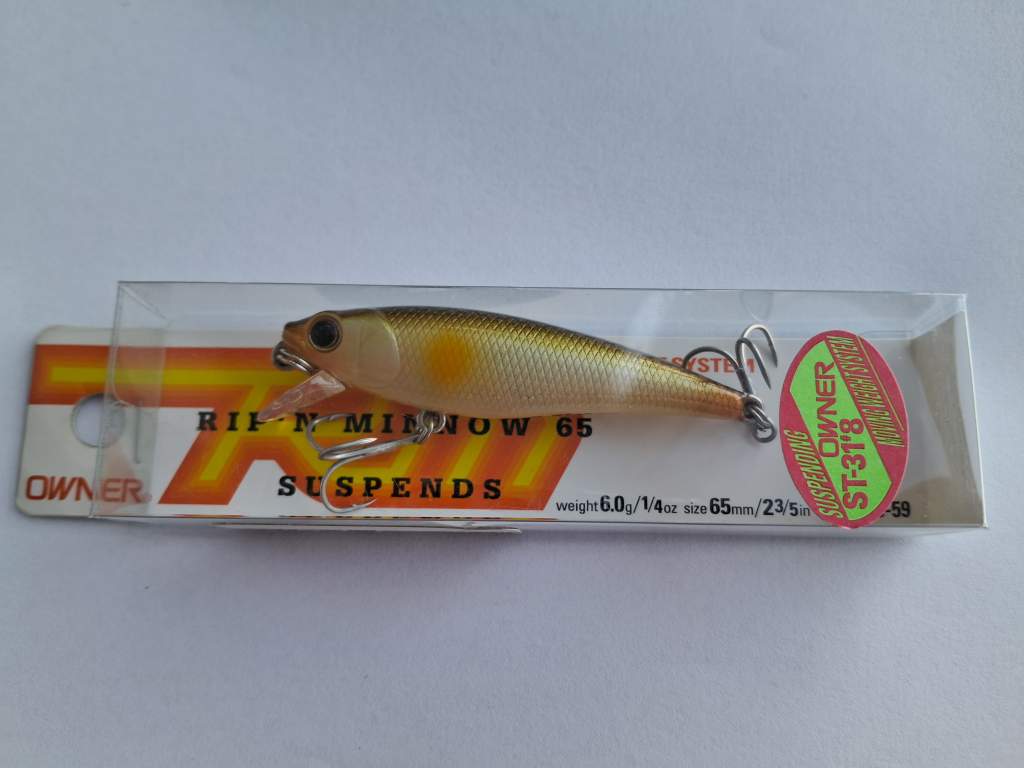 SYSTEM
RIP'N MINNOW 65
OWNER
SUSPENDS
weight 6.0g/1/4oz size 65mm/2 3/5in
-59
SUSPENDING
OWNER
ST-31'8
MOVING WEIGH SYSTEM